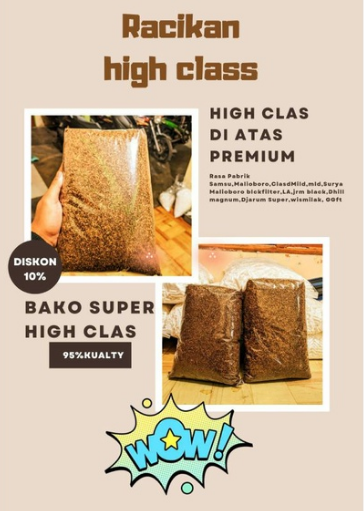 Racikan
high class
HIGH CLAS
DI ATAS
PREMIUM
Rasa Pabrik
Samsu,Malioboro,ClasdMild,mld,Surya
Malioboro blckfilter,LA,jrm black,Dhill
magnum,Djarum Super,wismilak, GGft
DISKON
10%
BAKO SUPER
HIGH CLAS
95%KUALTY
WOW!